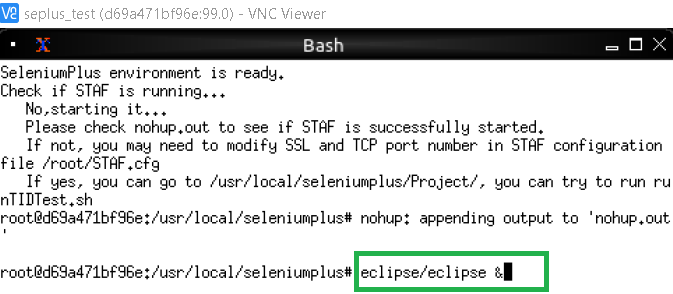 seplus_test (d69a471bf96e:99.0) - VNC Viewer
Bash
SeleniumPlus environment is ready.
Check if STAF is running...
   No,starting it...
   Please check nohup.out to see if STAF is successfully started.
   If not, you may need to modify SSL and TCP port number in STAF configuration
file /root/STAF.cfg
   If yes, you can go to /usr/local/seleniumplus/Project/, you can try to run ru
nTIDTest.sh
root@d69a471bf96e:/usr/local/seleniumplus# nohup: appending output to 'nohup.out
'
root@d69a471bf96e:/usr/local/seleniumplus# eclipse/eclipse &